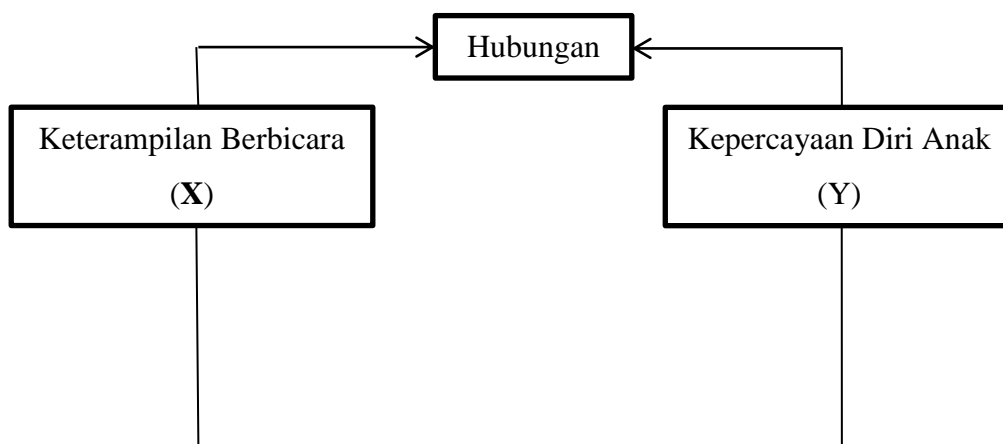 Hubungan
Keterampilan Berbicara
(X)
Kepercayaan Diri Anak
(Y)